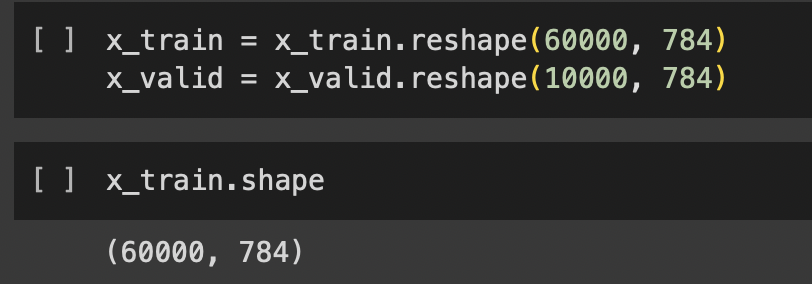 [ ] x_train = x_train.reshape(60000, 784)
x_valid = x_valid.reshape(10000, 784)
[ ] x_train.shape
(60000, 784)